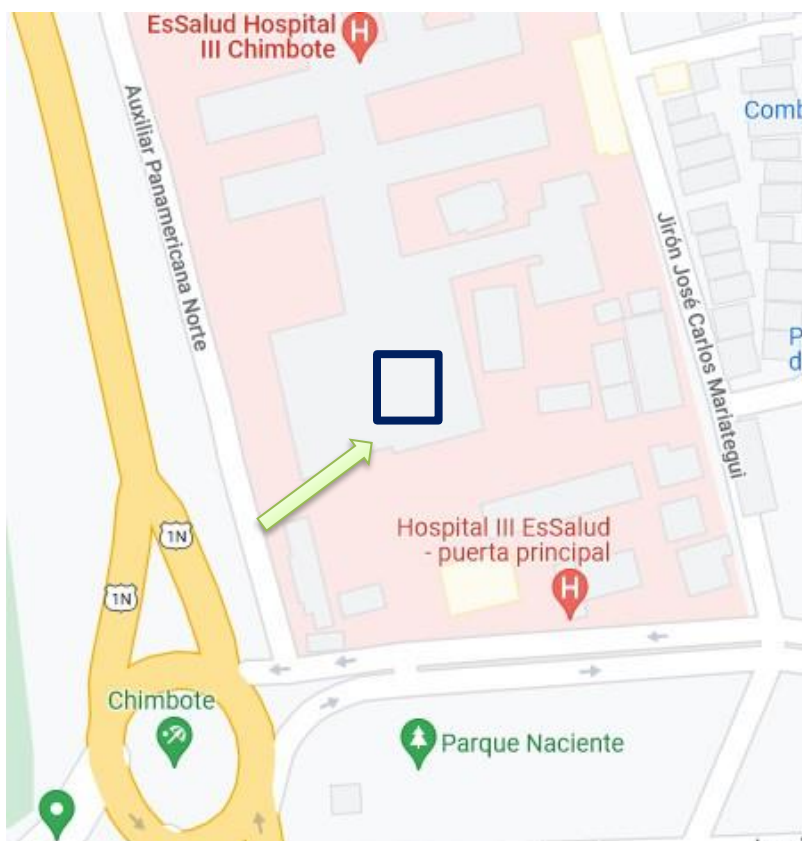 EsSalud Hospital
III Chimbote
H
Auxiliar Panamericana Norte
Jirón José Carlos Mariategui
Hospital III EsSalud
- puerta principal
H
1N
1N
Chimbote
Parque Naciente